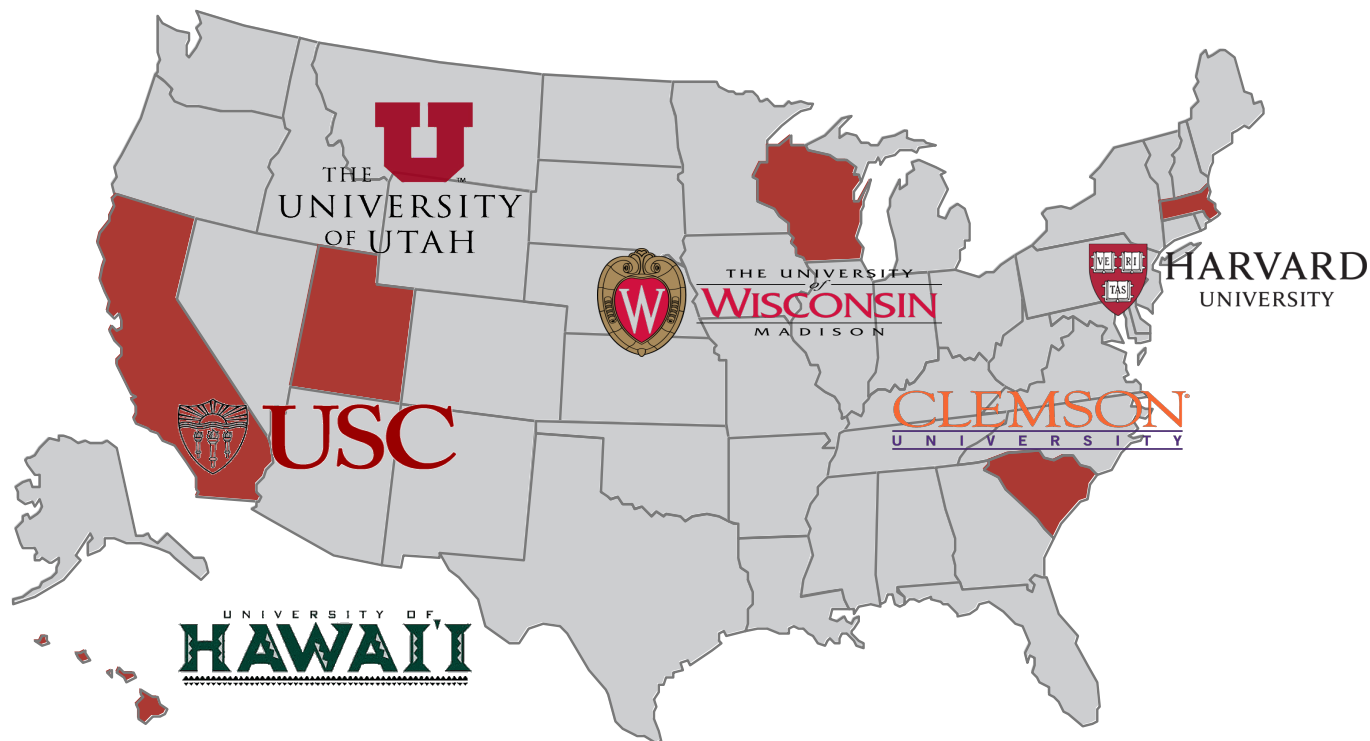 U
™
THE
UNIVERSITY
OF UTAH
W
THE UNIVERSITY
of
WISCONSIN
MADISON
VE RI
TAS
HARVARD
UNIVERSITY
CLEMSON
UNIVERSITY
USC
UNIVERSITY OF
HAWAI'I